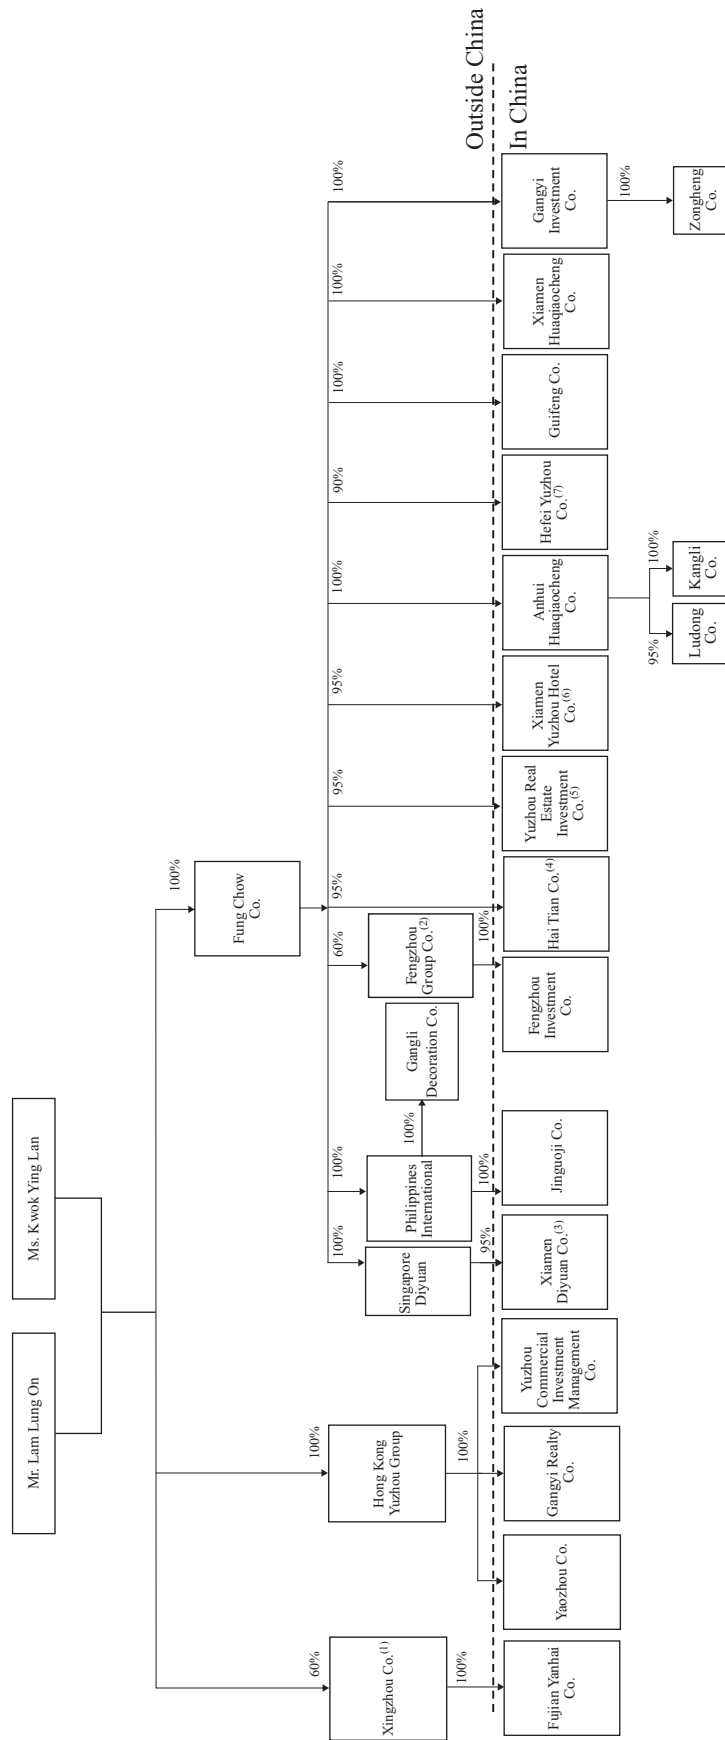 Mr. Lam Lung On
Ms. Kwok Ying Lan
60%
100%
100%
Xingzhou Co.(1)
Hong Kong
Yuzhou Group
Fung Chow
Co.
100%
100%
60%
95%
95%
95%
100%
90%
100%
100%
100%
Singapore
Diyuan
Philippines
International
100%
Gangli
Decoration Co.
Fengzhou
Group Co.(2)
100%
100%
95%
100%
100%
Outside China
In China
Fujian Yanhai
Co.
Yaozhou Co.
Gangyi Realty
Co.
Yuzhou
Commercial
Investment
Management
Co.
Xiamen
Diyuan Co.(3)
Jinguoji Co.
Fengzhou
Investment
Co.
Hai Tian Co.(4)
Yuzhou Real
Estate
Investment
Co.(5)
Xiamen
Yuzhou Hotel
Co.(6)
Anhui
Huaqiaocheng
Co.
Hefei Yuzhou
Co.(7)
Guifeng Co.
Xiamen
Huaqiaocheng
Co.
Gangyi
Investment
Co.
95%
100%
100%
Ludong
Co.
Kangli
Co.
Zongheng
Co.